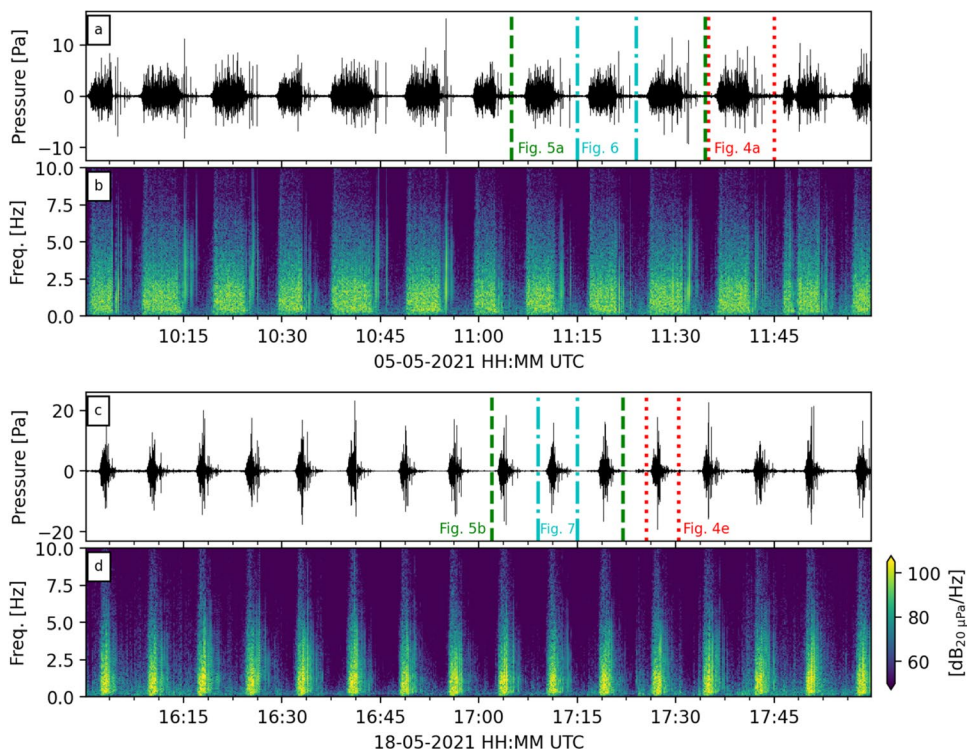 a
Pressure [Pa]
10
0
−10
Fig. 5a
Fig. 6
Fig. 4a
b
Freq. [Hz]
10.0
7.5
5.0
2.5
0.0
10:15
10:30
10:45
11:00
11:15
11:30
11:45
05-05-2021 HH:MM UTC
c
Pressure [Pa]
20
0
−20
Fig. 5b
Fig. 7
Fig. 4e
d
Freq. [Hz]
10.0
7.5
5.0
2.5
0.0
16:15
16:30
16:45
17:00
17:15
17:30
17:45
18-05-2021 HH:MM UTC
100
80
60
[dB20 μPa/Hz]